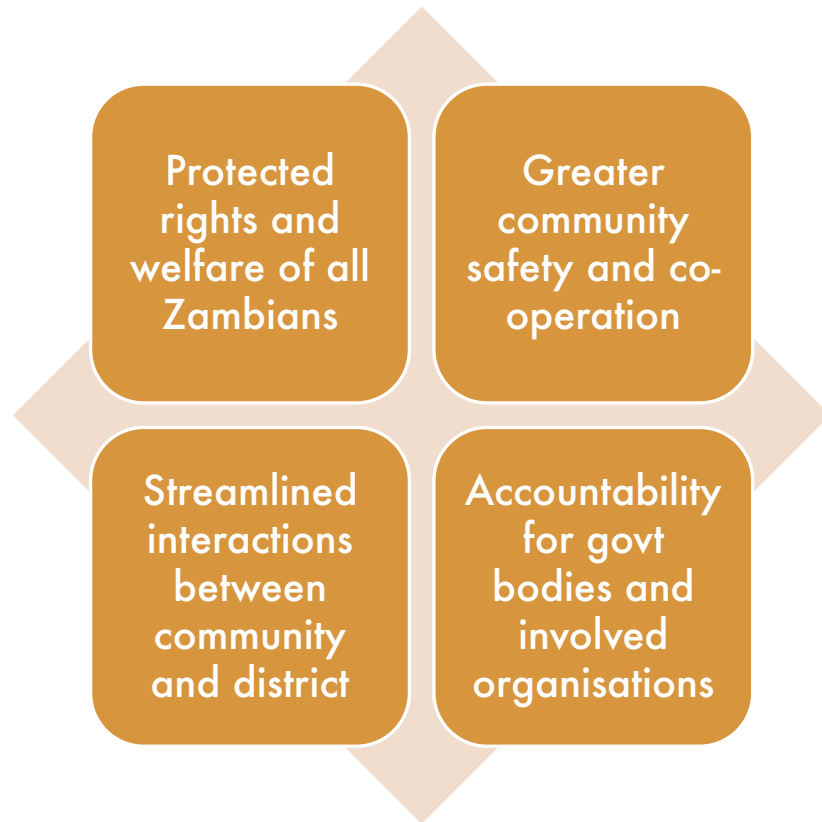 Protected
rights and
welfare of all
Zambians
Greater
community
safety and co-
operation
Streamlined
interactions
between
community
and district
Accountability
for govt
bodies and
involved
organisations